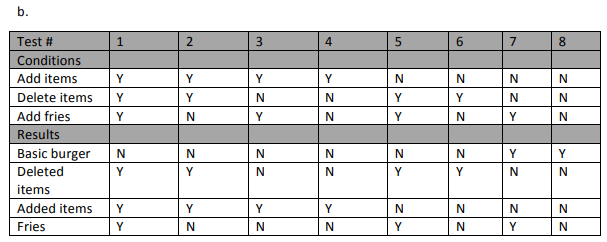 b.
Test # 1 2 3 4 5 6 7 8
Conditions
Add items Y Y Y Y N N N N
Delete items Y Y N N Y Y N N
Add fries Y N Y N Y N Y N
Results
Basic burger N N N N N N Y Y
Deleted Y Y N N Y Y N N
items
Added items Y Y Y Y N N N N
Fries Y N N N Y N Y N